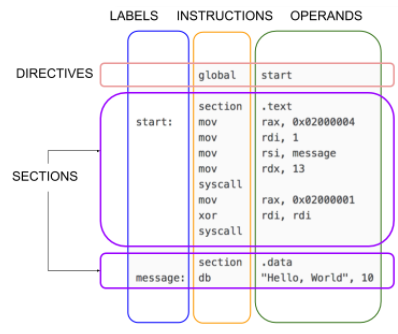 LABELS INSTRUCTIONS OPERANDS
DIRECTIVES global start
section .text
start: mov rax, 0x02000004
mov rdi, 1
mov rsi, message
SECTIONS mov rdx, 13
syscall
mov rax, 0x02000001
xor rdi, rdi
syscall
section .data
message: db "Hello, World", 10